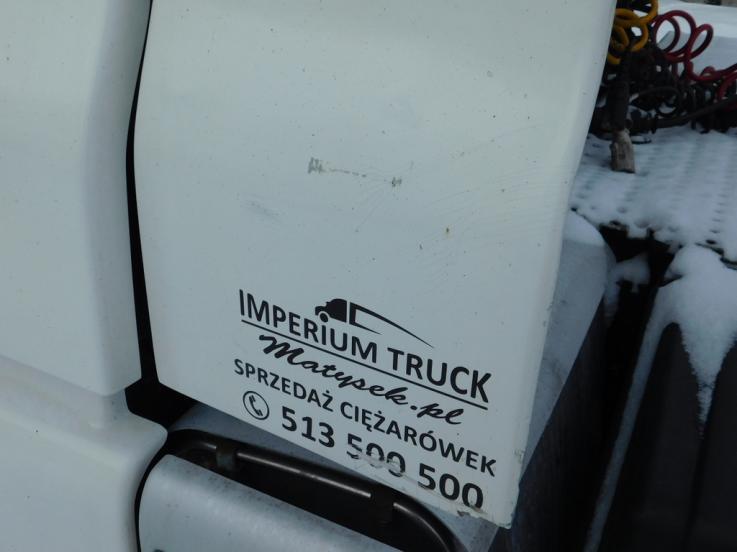 IMPERIUM TRUCK
Matysek.pl
SPRZEDAŻ CIĘŻARÓWEK
513 500 500